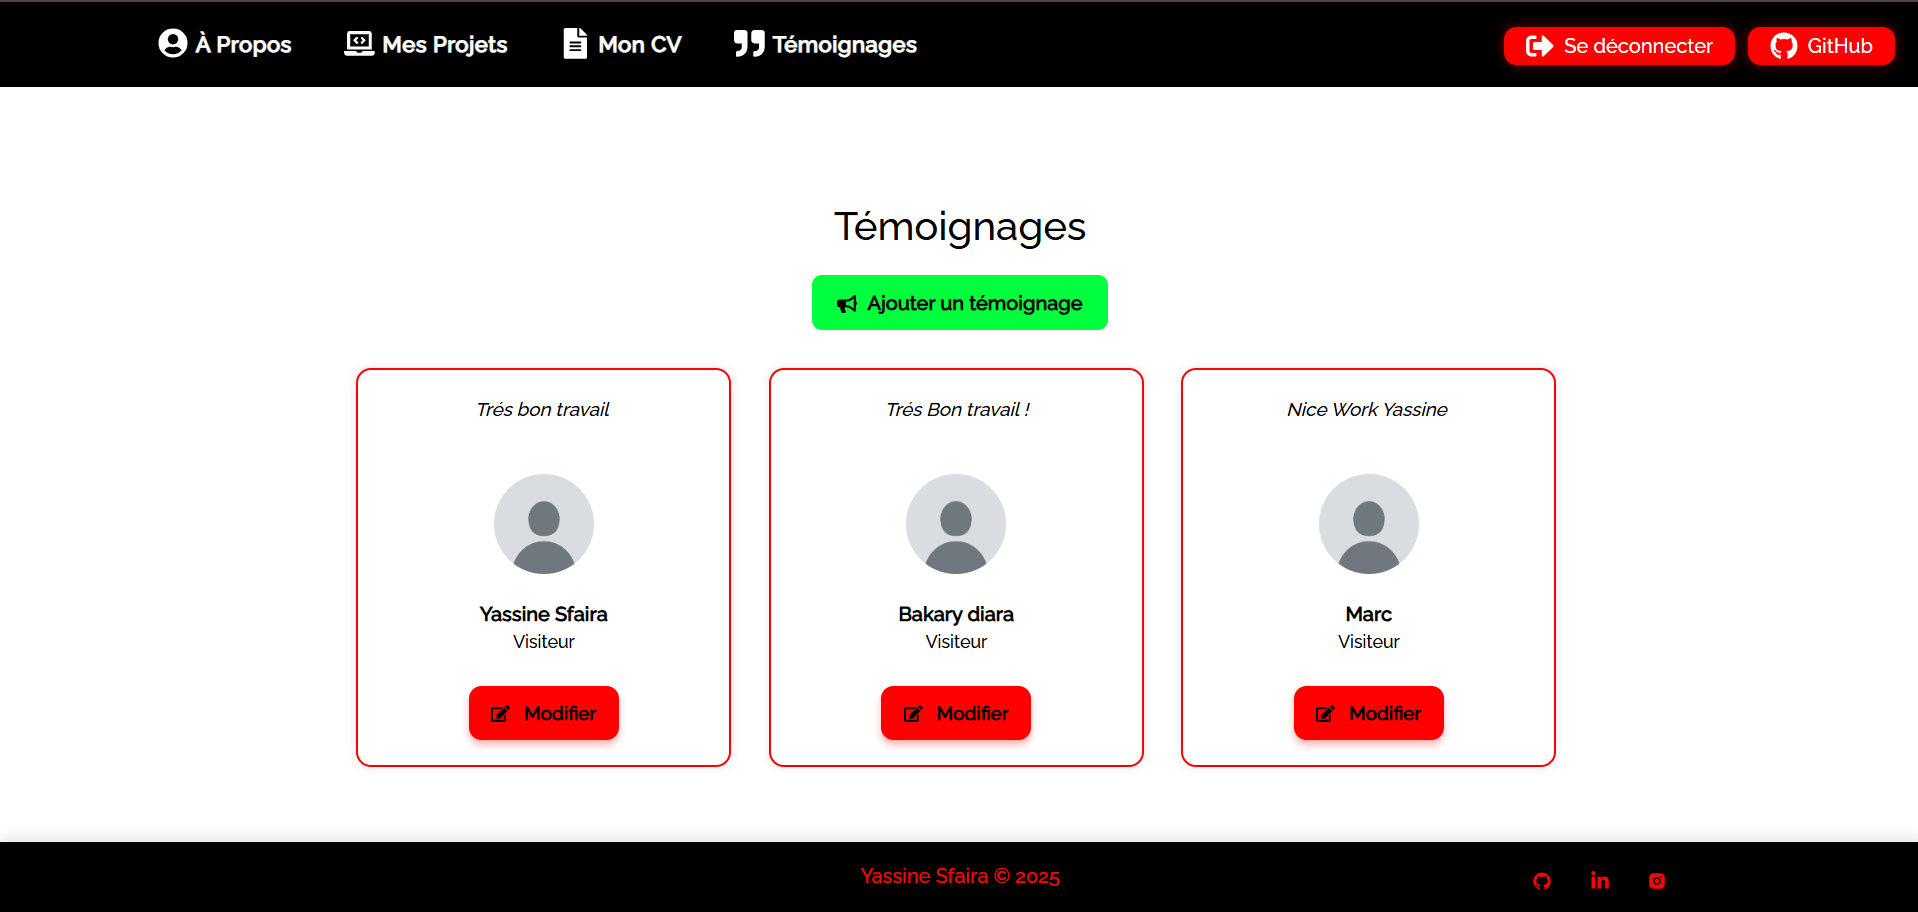 À Propos
Mes Projets
Mon CV
Témoignages
Se déconnecter
GitHub
Témoignages
Ajouter un témoignage
Trés bon travail
Yassine Sfaira
Visiteur
Modifier
Trés Bon travail !
Bakary diara
Visiteur
Modifier
Nice Work Yassine
Marc
Visiteur
Modifier
Yassine Sfaira © 2025